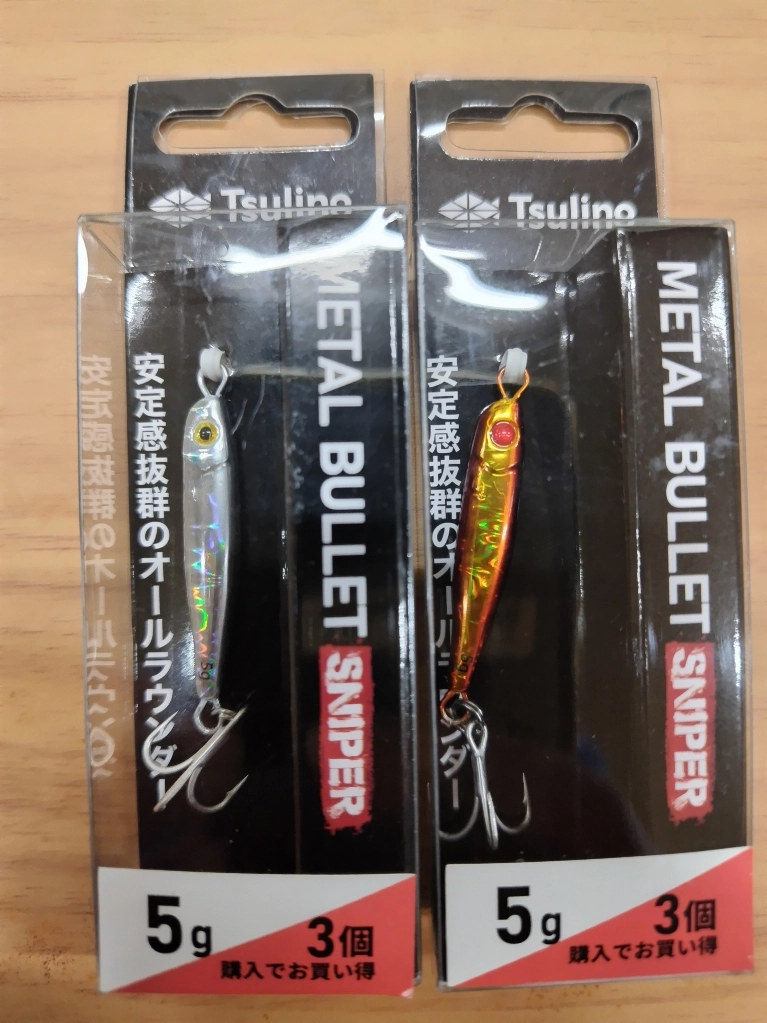 Tsulino
METAL BULLET
SNIPER
安定感抜群のオールラウンダー
5g
5g
3個
購入でお買い得
Tsulino
METAL BULLET
SNIPER
安定感抜群のオールラ
ンダー
5g
5g
3個
購入でお買い得